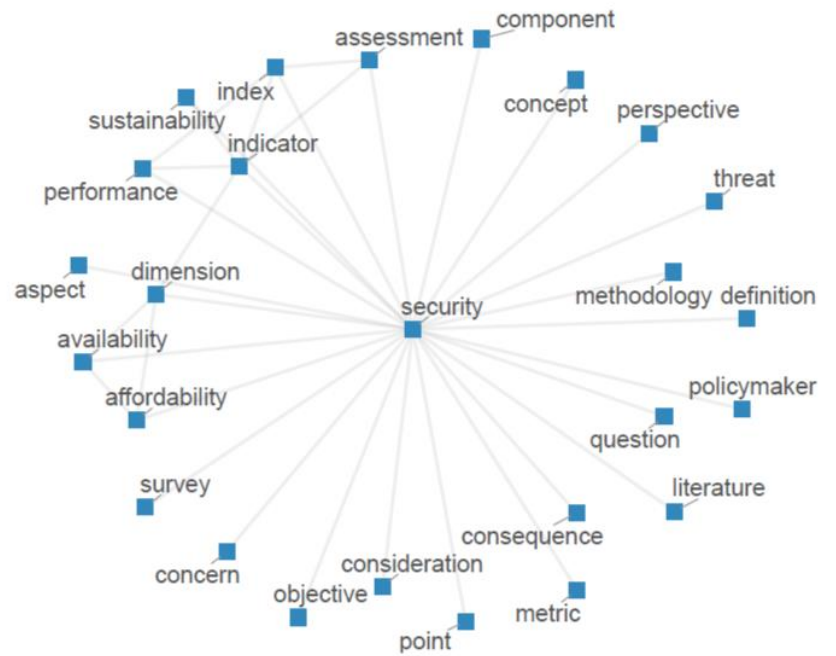 component
assessment
index
concept
sustainability
perspective
indicator
performance
threat
dimension
aspect
methodology
definition
security
availability
policymaker
affordability
question
survey
literature
consequence
consideration
concern
objective
metric
point